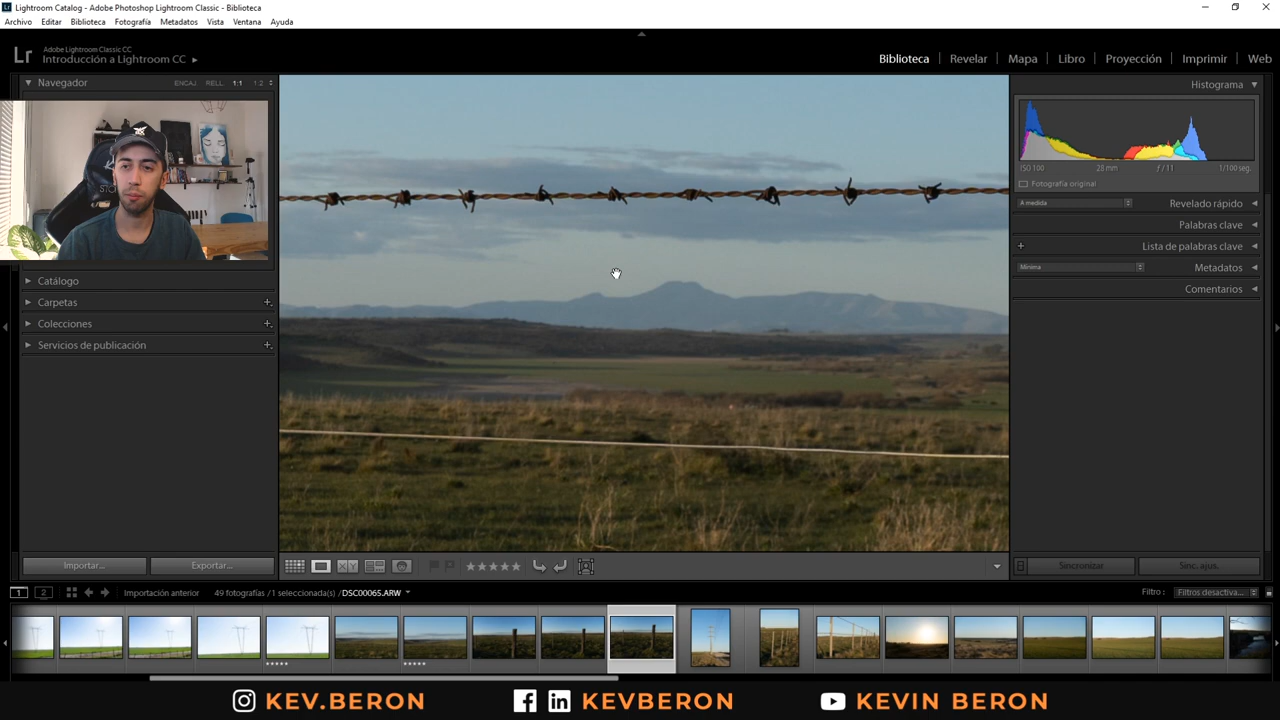 Lightroom Catalog - Adobe Photoshop Lightroom Classic - Biblioteca
Archivo Editar Biblioteca Fotografía Metadatos Vista Ventana Ayuda
Lr
Adobe Lightroom Classic CC
Introducción a Lightroom CC
Biblioteca Revelar Mapa Libro Proyección Imprimir Web
Navegador ENCAJ RELL 1:1 1:2
Histograma
ISO 100 28 mm ƒ / 11 1/100 seg.
Fotografía original
A medida Revelado rápido
Palabras clave
Lista de palabras clave
Mínima Metadatos
Comentarios
Catálogo
Carpetas
Colecciones
Servicios de publicación
Importar... Exportar...
Sincronizar Sinc. ajus.
1 2 Importación anterior 49 fotografías /1 seleccionada(s) /DSC00065.ARW Filtro : Filtros desactiva...
KEV.BERON KEVBERON KEVIN BERON